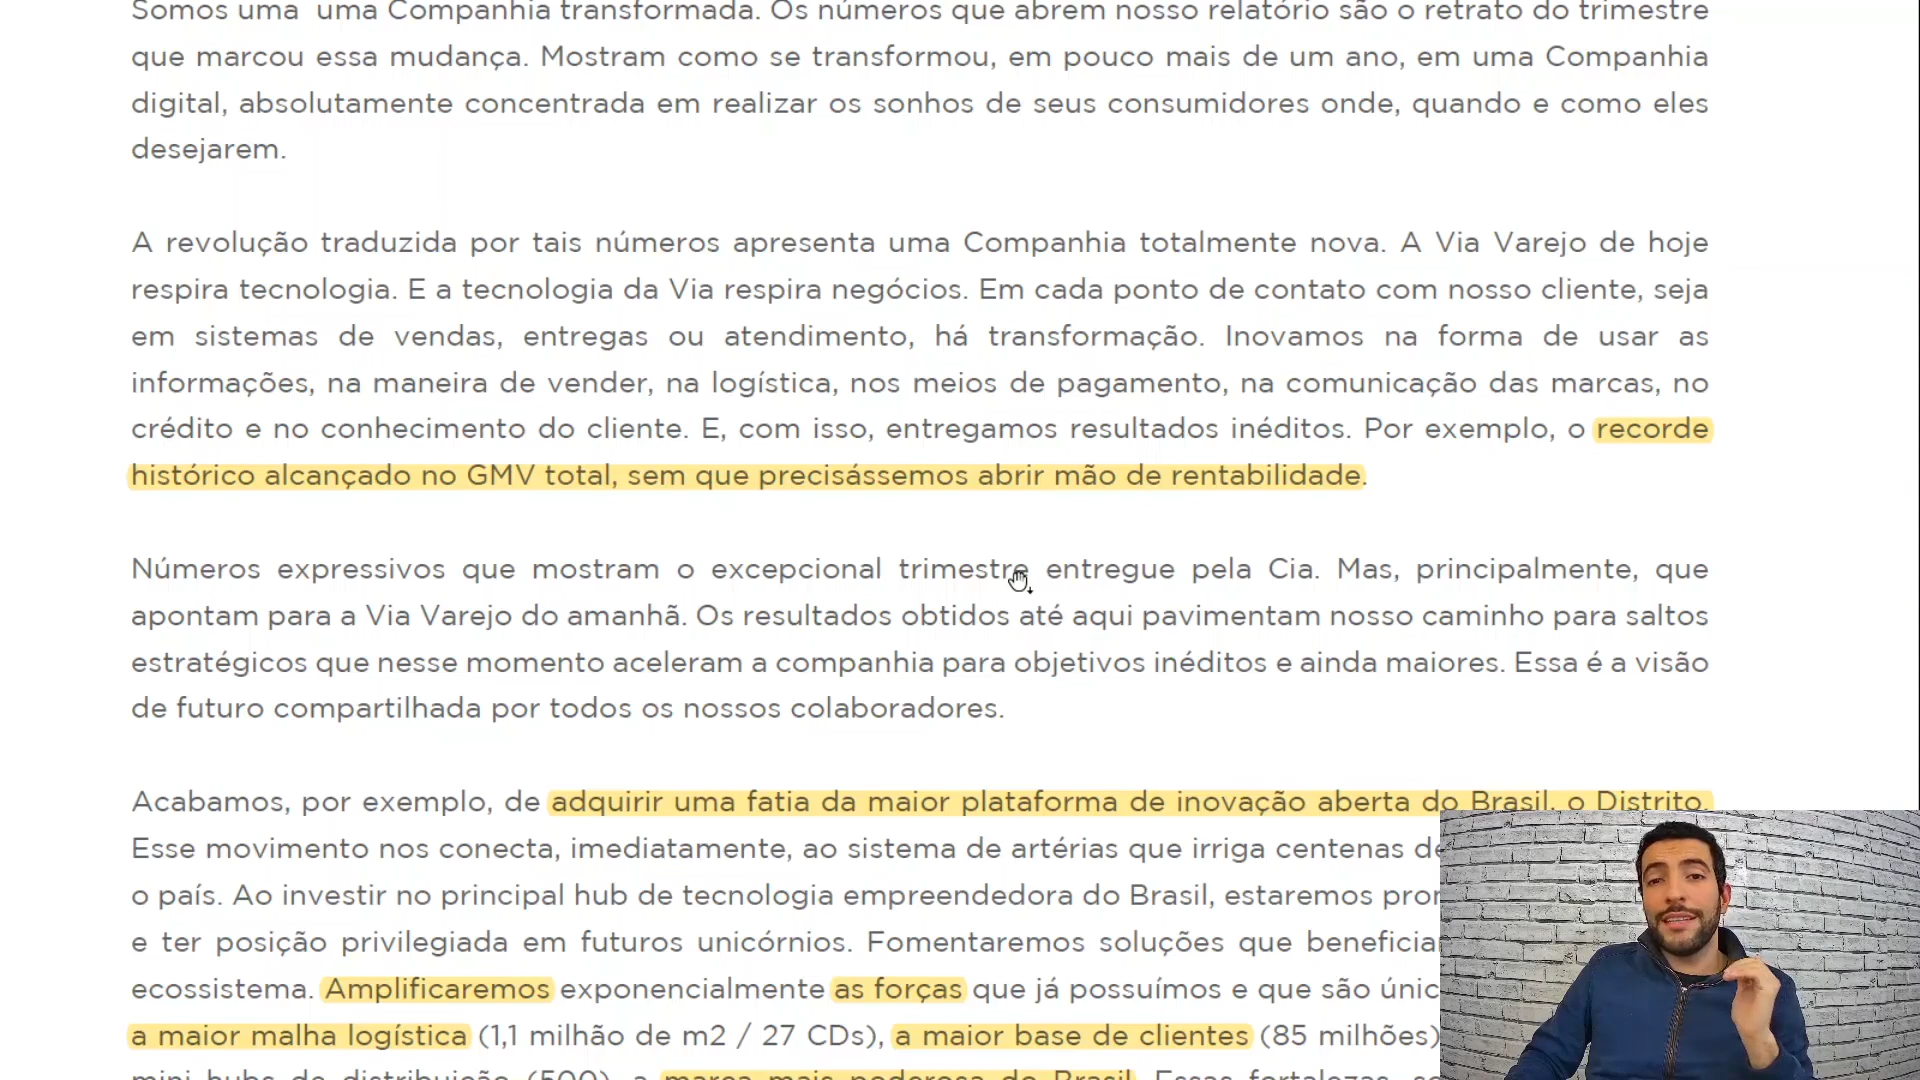 Somos uma uma Companhia transformada. Os números que abrem nosso relatório são o retrato do trimestre
que marcou essa mudança. Mostram como se transformou, em pouco mais de um ano, em uma Companhia
digital, absolutamente concentrada em realizar os sonhos de seus consumidores onde, quando e como eles
desejarem.
A revolução traduzida por tais números apresenta uma Companhia totalmente nova. A Via Varejo de hoje
respira tecnologia. E a tecnologia da Via respira negócios. Em cada ponto de contato com nosso cliente, seja
em sistemas de vendas, entregas ou atendimento, há transformação. Inovamos na forma de usar as
informações, na maneira de vender, na logística, nos meios de pagamento, na comunicação das marcas, no
crédito e no conhecimento do cliente. E, com isso, entregamos resultados inéditos. Por exemplo, o recorde
histórico alcançado no GMV total, sem que precisássemos abrir mão de rentabilidade.
Números expressivos que mostram o excepcional trimestre entregue pela Cia. Mas, principalmente, que
apontam para a Via Varejo do amanhã. Os resultados obtidos até aqui pavimentam nosso caminho para saltos
estratégicos que nesse momento aceleram a companhia para objetivos inéditos e ainda maiores. Essa é a visão
de futuro compartilhada por todos os nossos colaboradores.
Acabamos, por exemplo, de adquirir uma fatia da maior plataforma de inovação aberta do Brasil, o Distrito.
Esse movimento nos conecta, imediatamente, ao sistema de artérias que irriga centenas
o país. Ao investir no principal hub de tecnologia empreendedora do Brasil, estaremos
e ter posição privilegiada em futuros unicórnios. Fomentaremos soluções que
ecossistema. Amplificaremos exponencialmente as forças que já possuímos e que são
a maior malha logística (1,1 milhão de m2 / 27 CDs), a maior base de clientes (85 milhões)
mini hubs de distribuição (500), a marca mais poderosa do Brasil. Essas fortalezas,